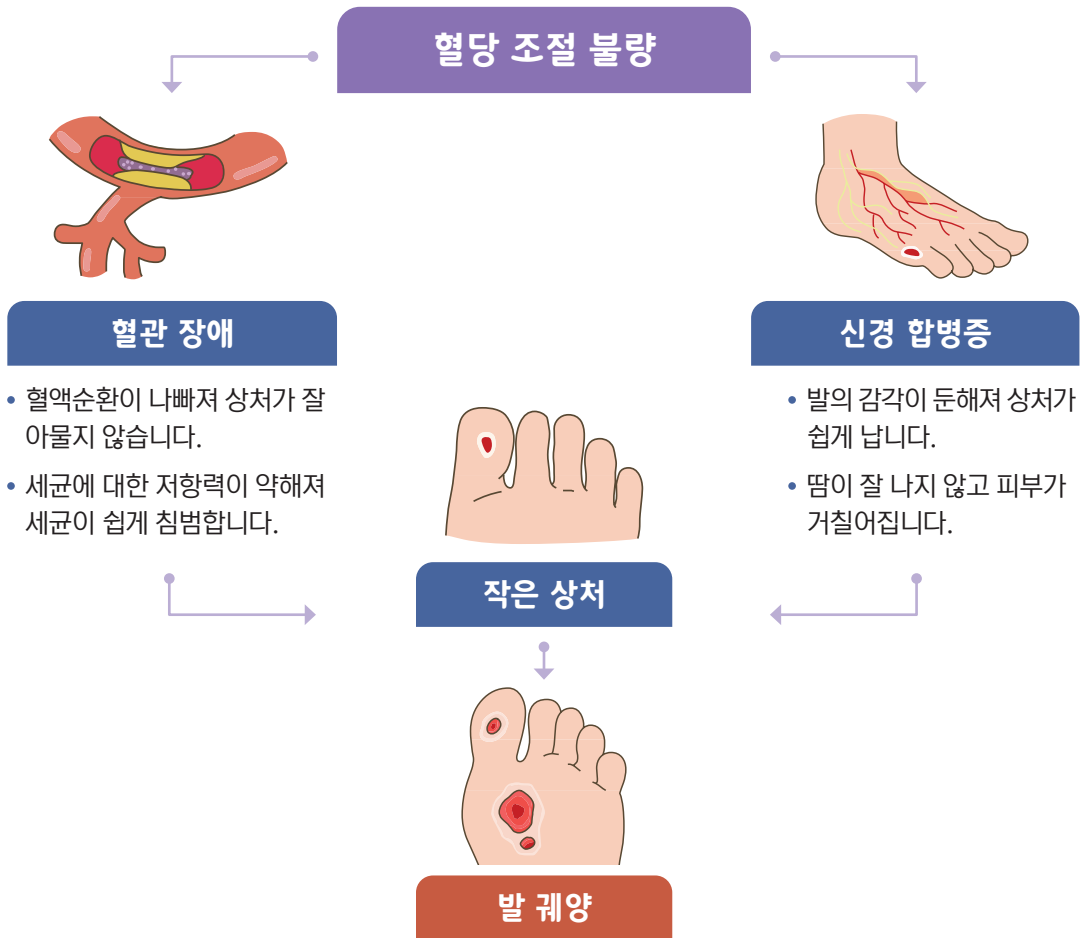 혈당 조절 불량
혈관 장애
• 혈액순환이 나빠져 상처가 잘
아물지 않습니다.
• 세균에 대한 저항력이 약해져
세균이 쉽게 침범합니다.
신경 합병증
• 발의 감각이 둔해져 상처가
쉽게 납니다.
• 땀이 잘 나지 않고 피부가
거칠어집니다.
작은 상처
발 궤양